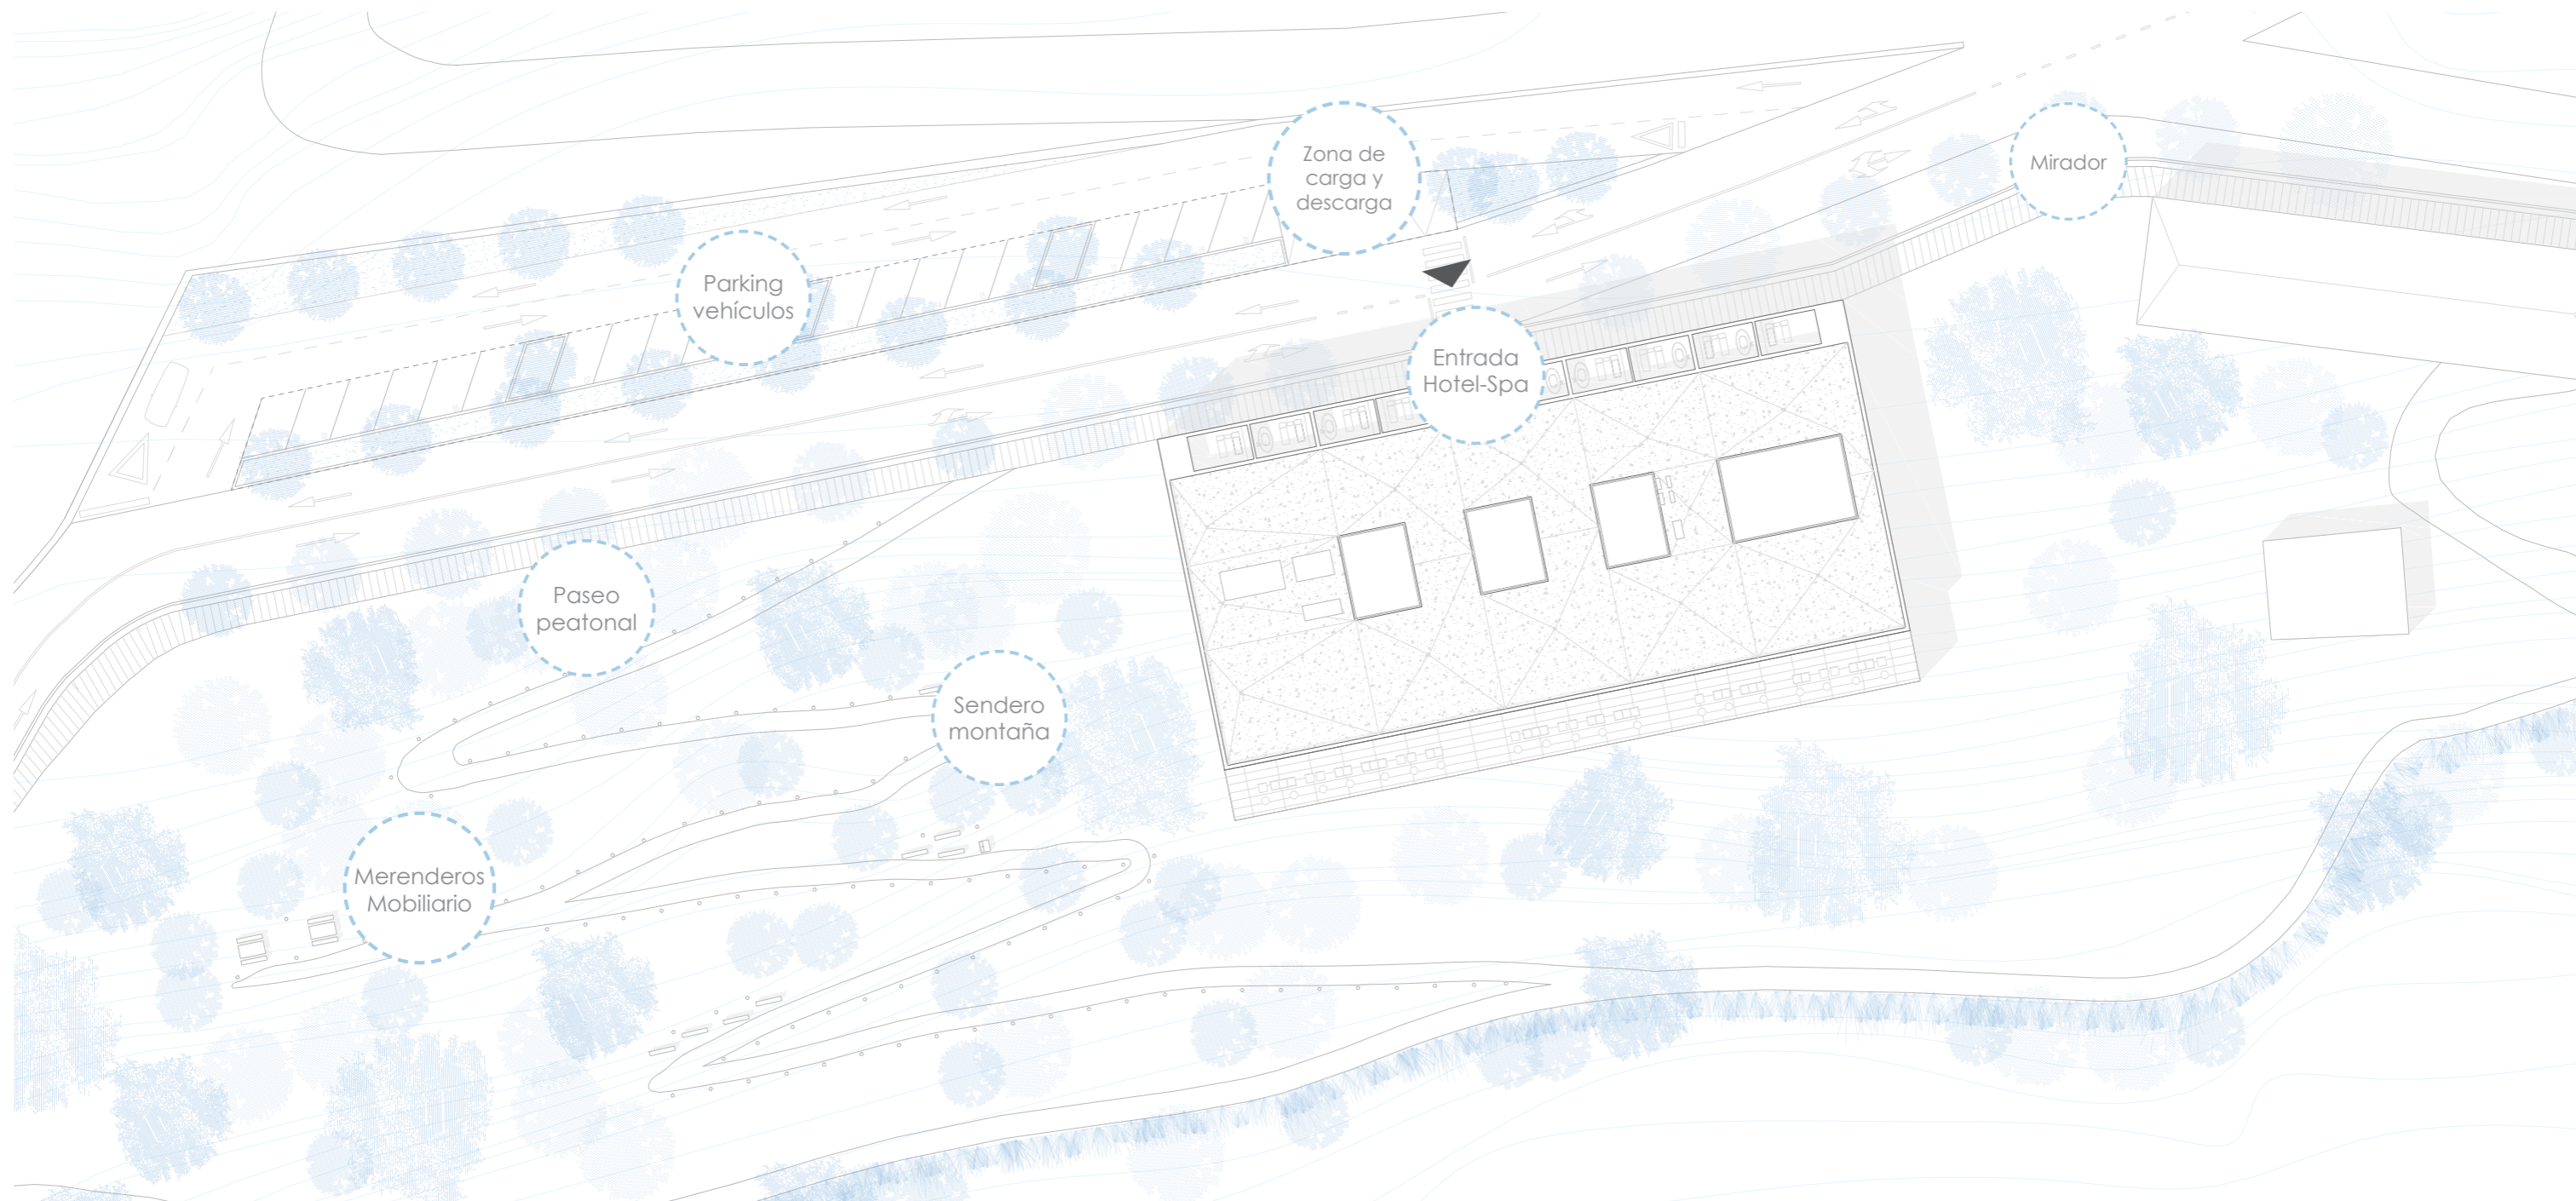 Zona de
carga y
descarga
Mirador
Parking
vehículos
Entrada
Hotel-Spa
Paseo
peatonal
Sendero
montaña
Merenderos
Mobiliario